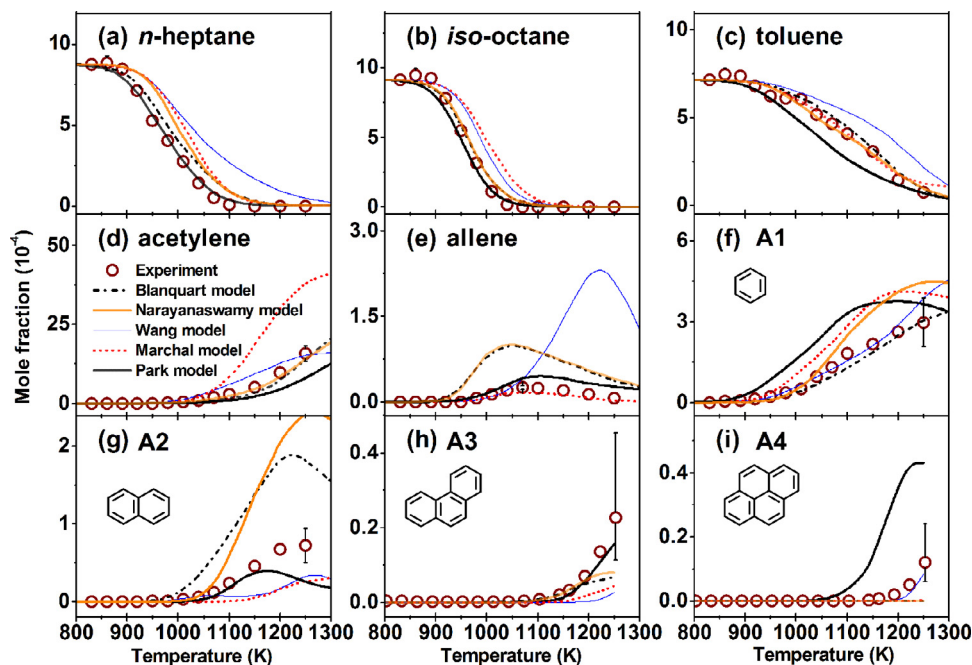 (a) n-heptane
(b) iso-octane
(c) toluene
10
5
0
15
10
5
0
10
5
0
Mole fraction (10⁻⁴)
(d) acetylene
(e) allene
(f) A1
Experiment
Blanquart model
Narayanaswamy model
Wang model
Marchal model
Park model
50
25
0
3.0
1.5
0.0
6
3
0
(g) A2
(h) A3
(i) A4
2
1
0
0.4
0.2
0.0
0.4
0.2
0.0
800 900 1000 1100 1200 1300
800 900 1000 1100 1200 1300
800 900 1000 1100 1200 1300
Temperature (K)
Temperature (K)
Temperature (K)